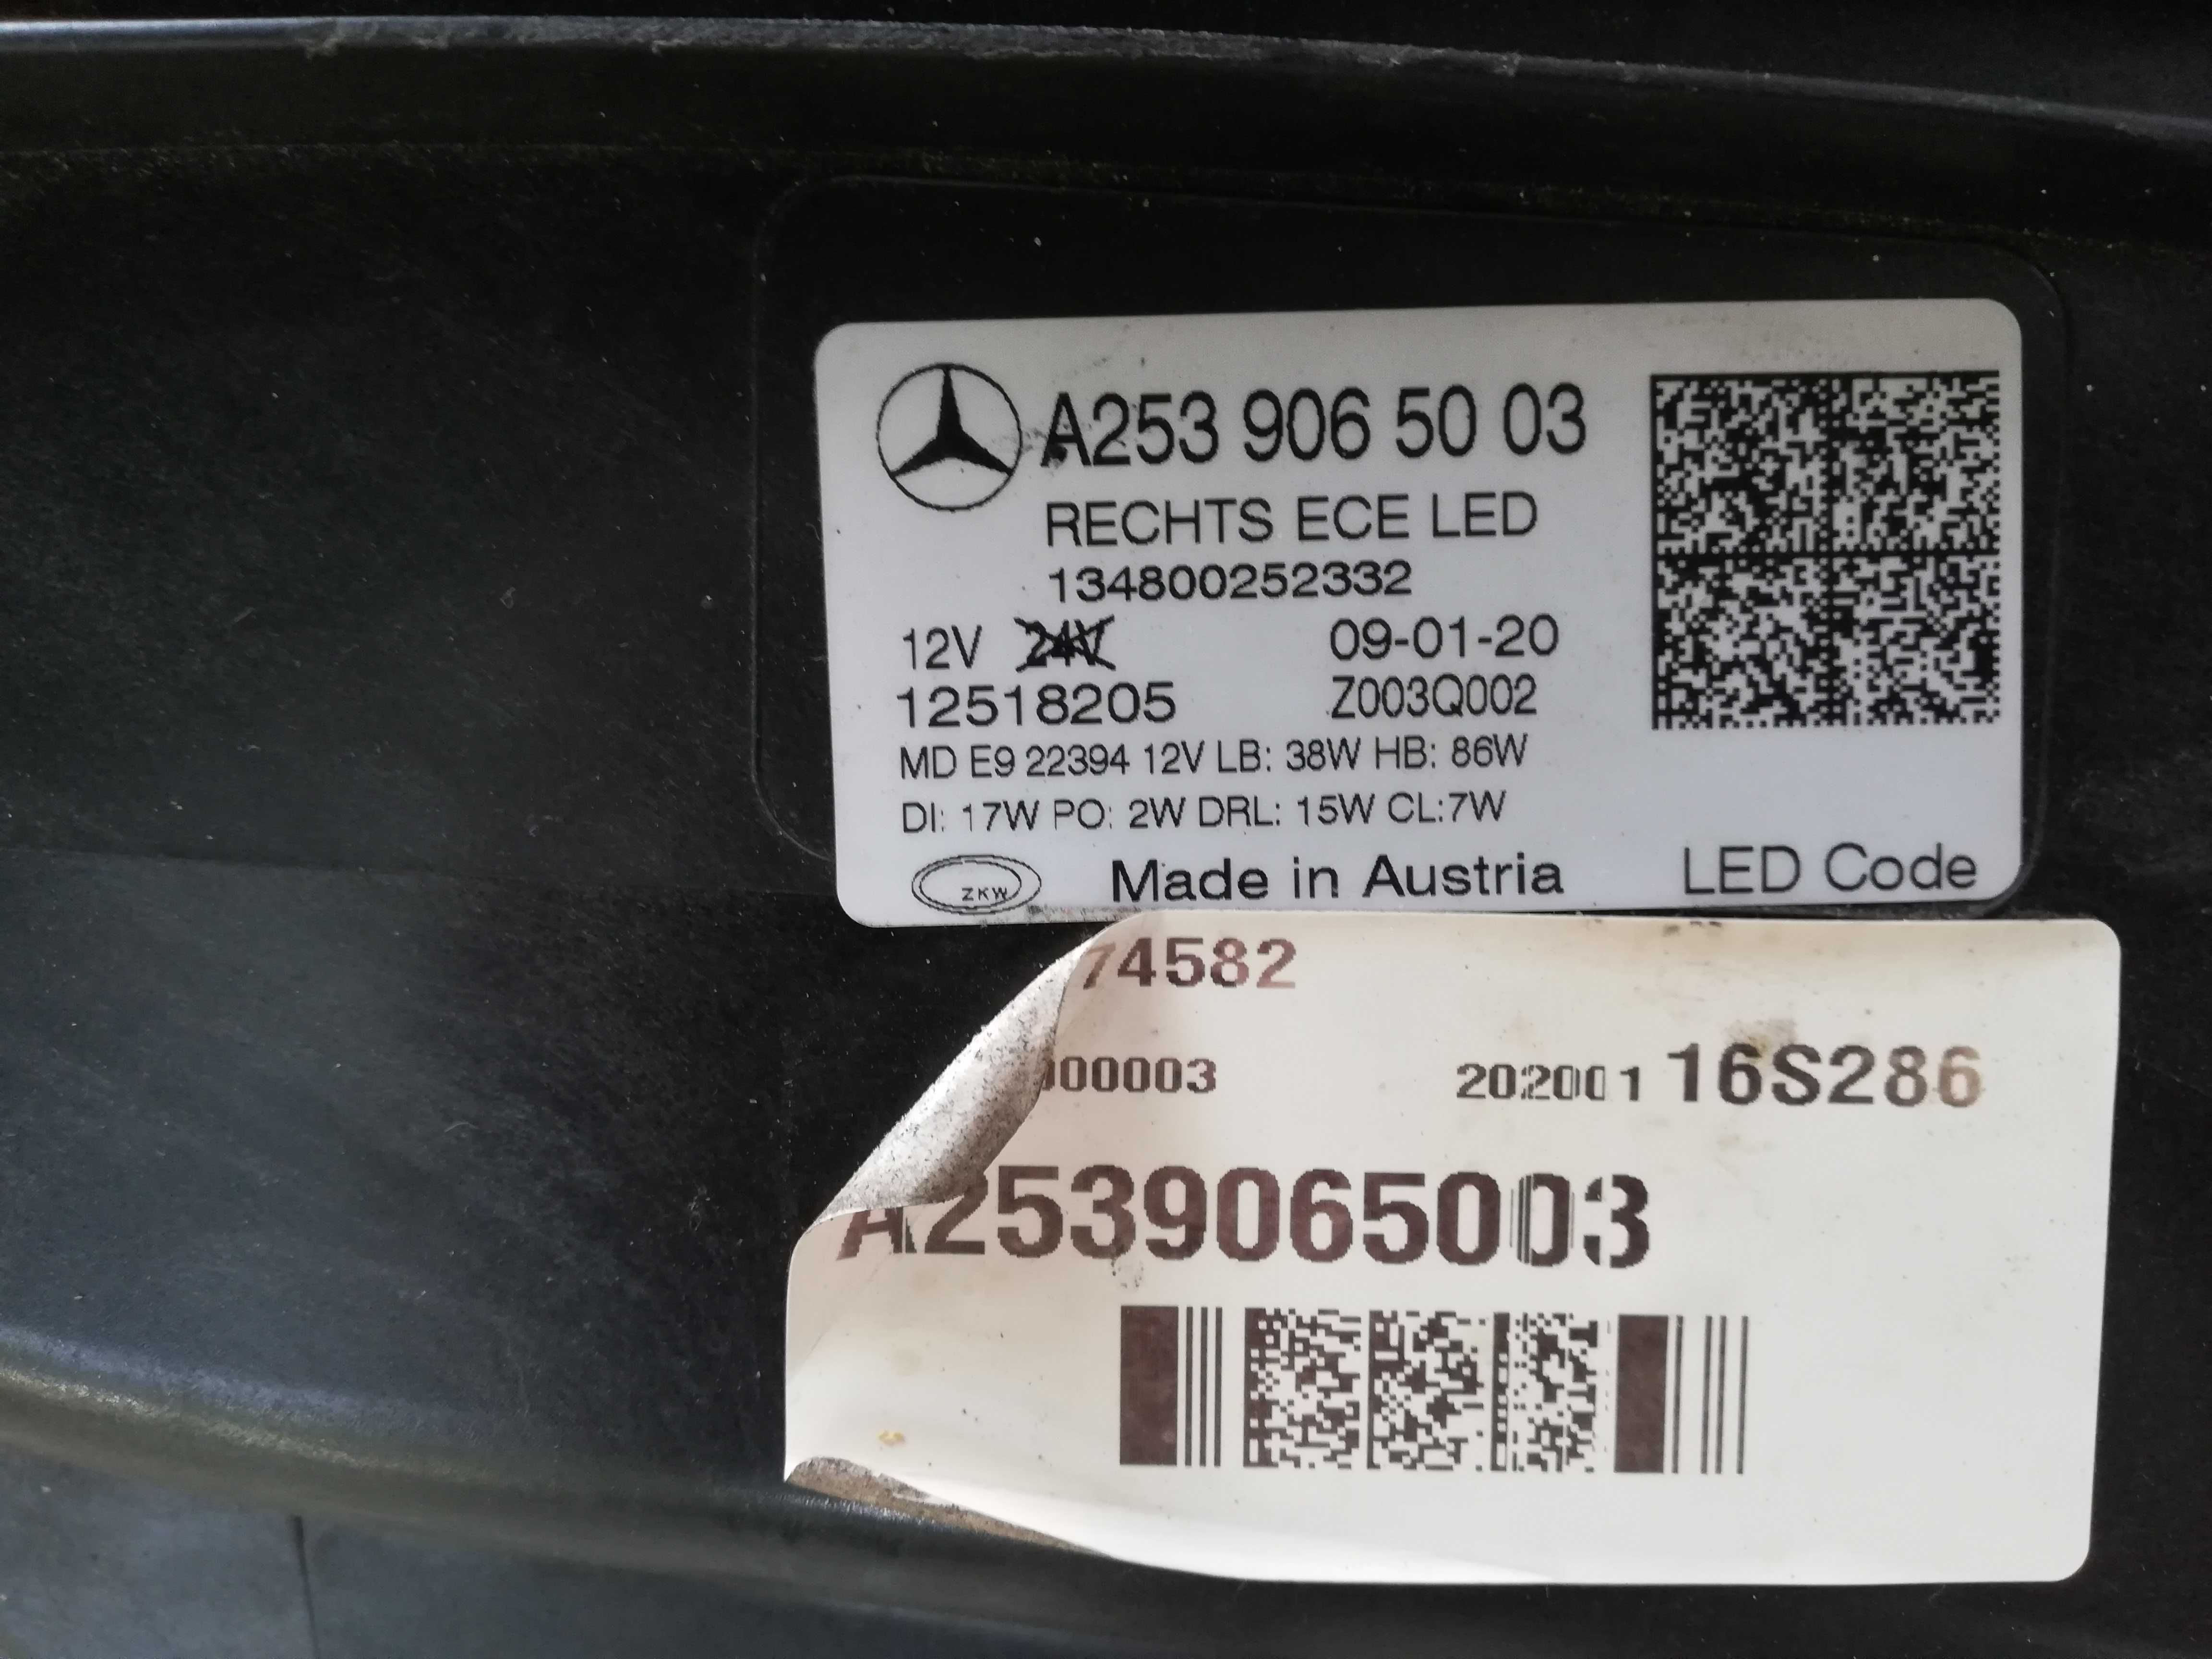 A253 906 50 03
RECHTS ECE LED
134800252332
12V 24V 09-01-20
12518205 Z003Q002
MD E9 22394 12V LB: 38W HB: 86W
DI: 17W PO: 2W DRL: 15W CL:7W
ZKW Made in Austria LED Code
74582
00003 202001 16S286
A2539065003